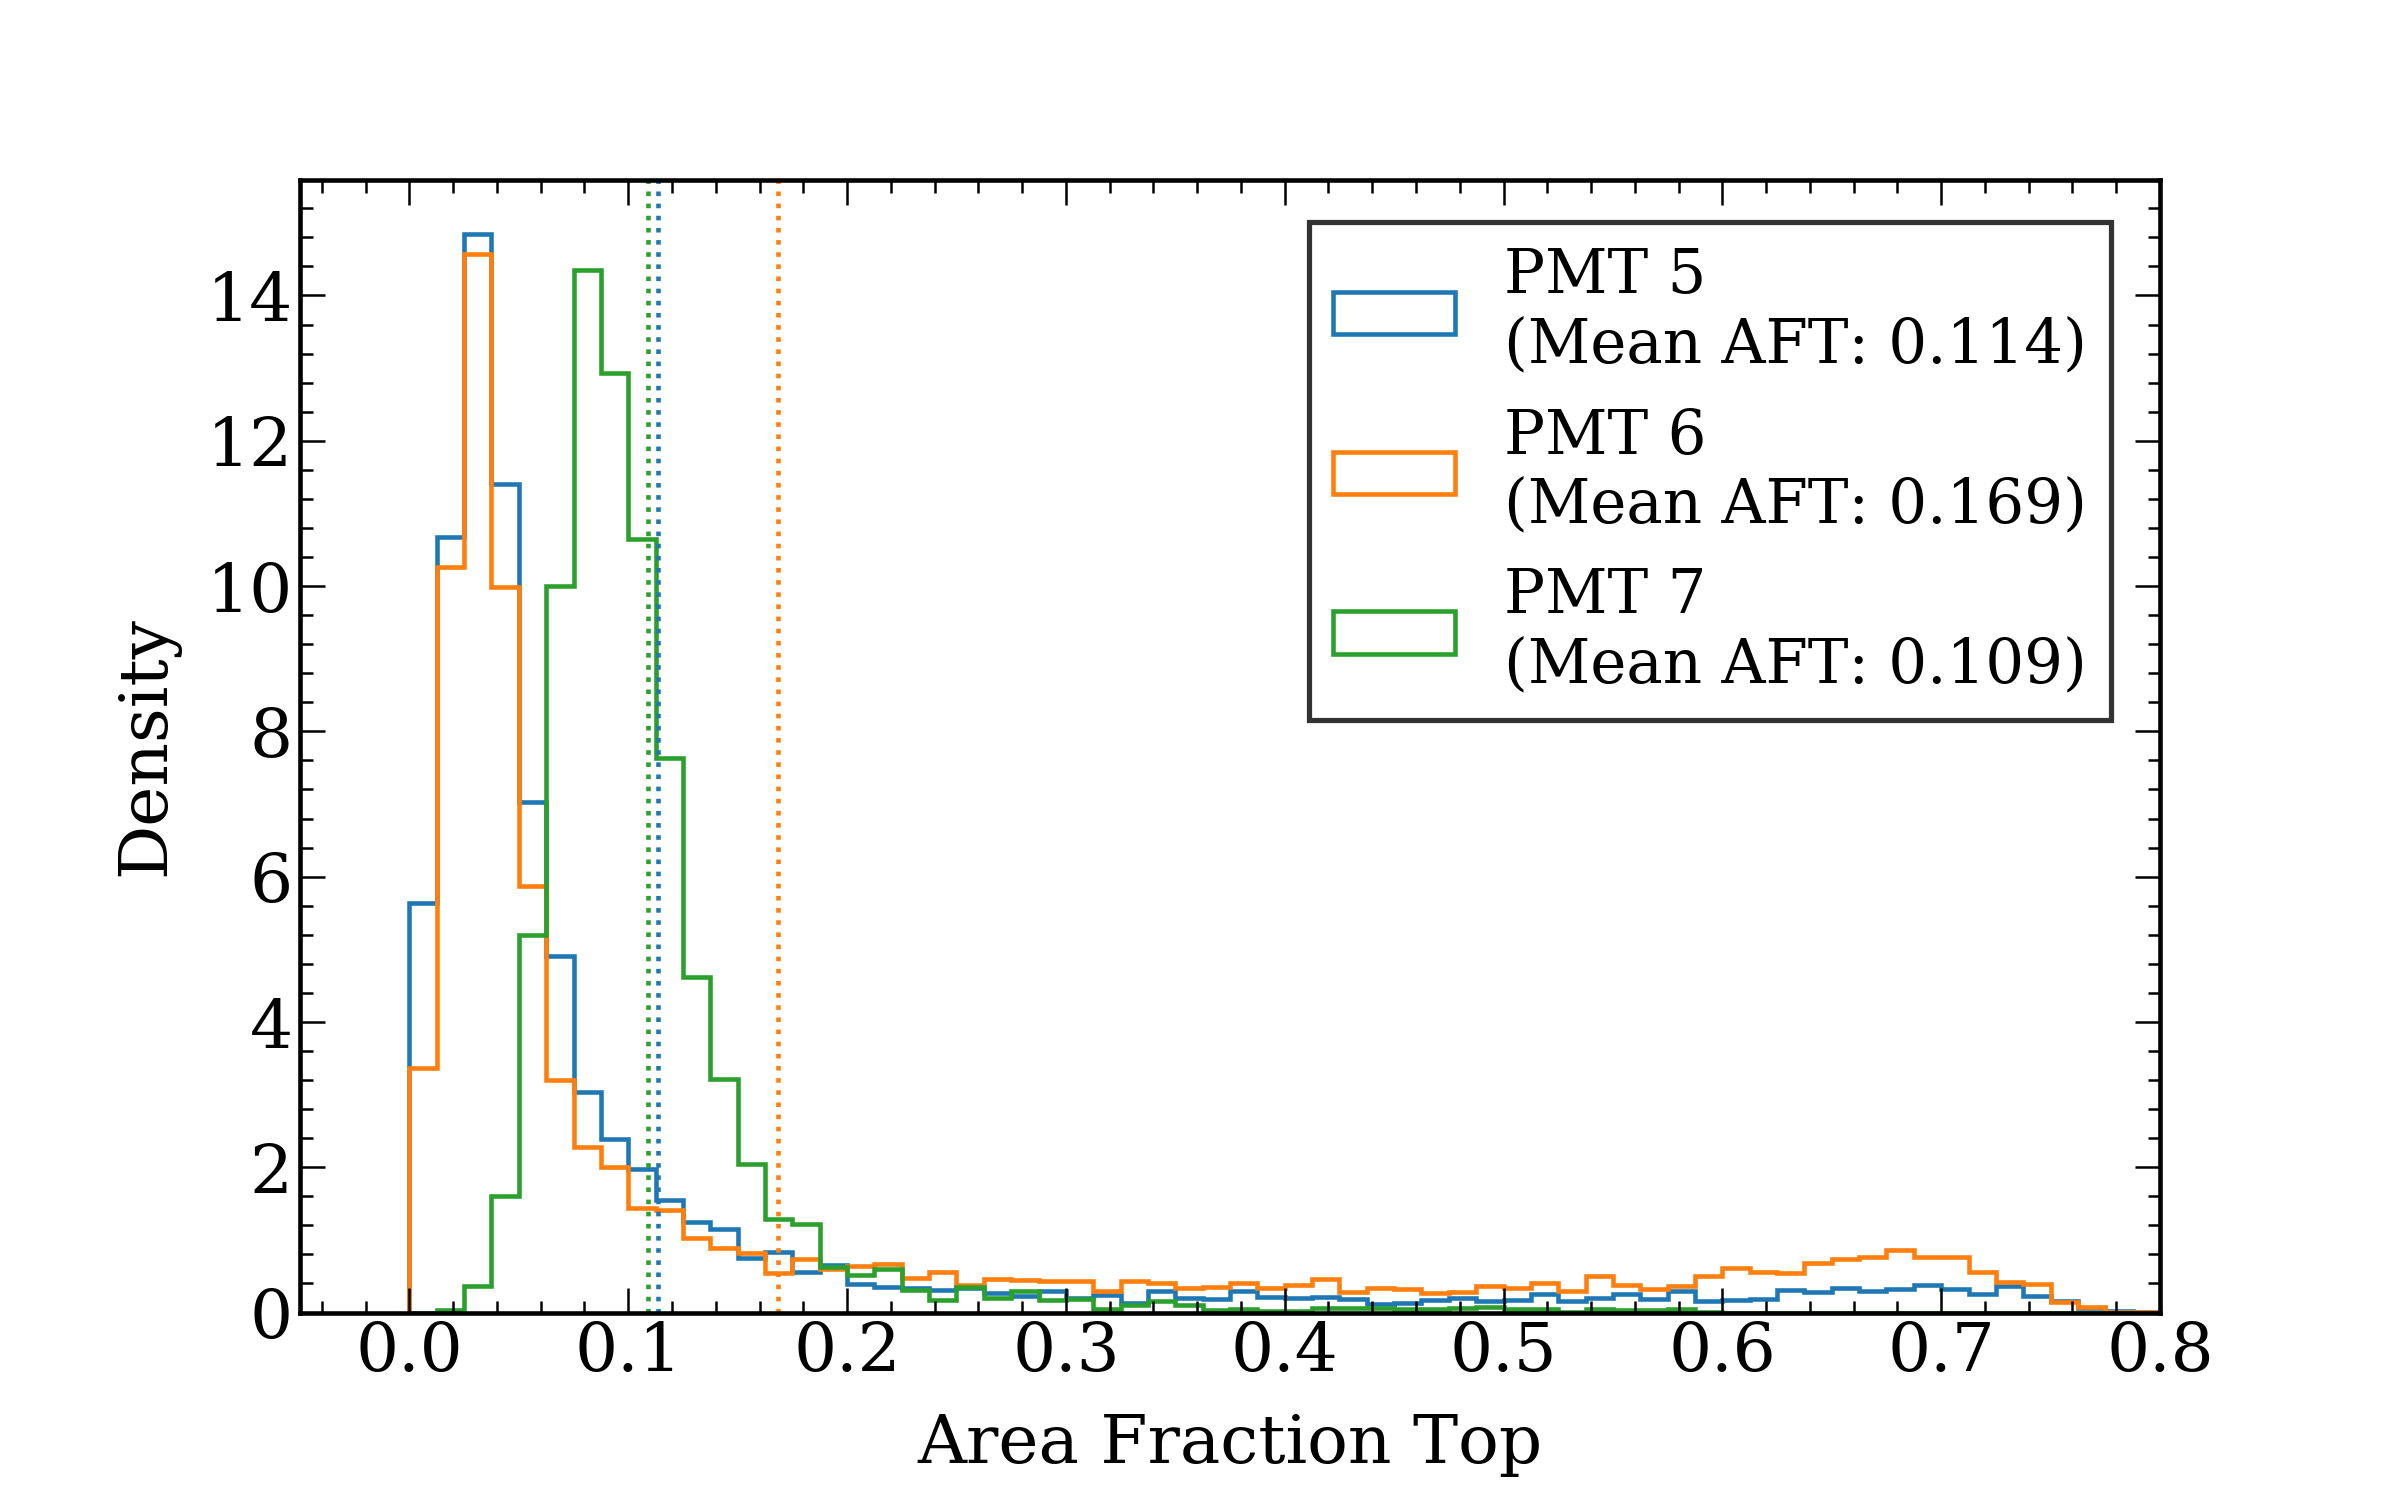 PMT 5
(Mean AFT: 0.114)
PMT 6
(Mean AFT: 0.169)
PMT 7
(Mean AFT: 0.109)
Density
14
12
10
8
6
4
2
0
0.0 0.1 0.2 0.3 0.4 0.5 0.6 0.7 0.8
Area Fraction Top